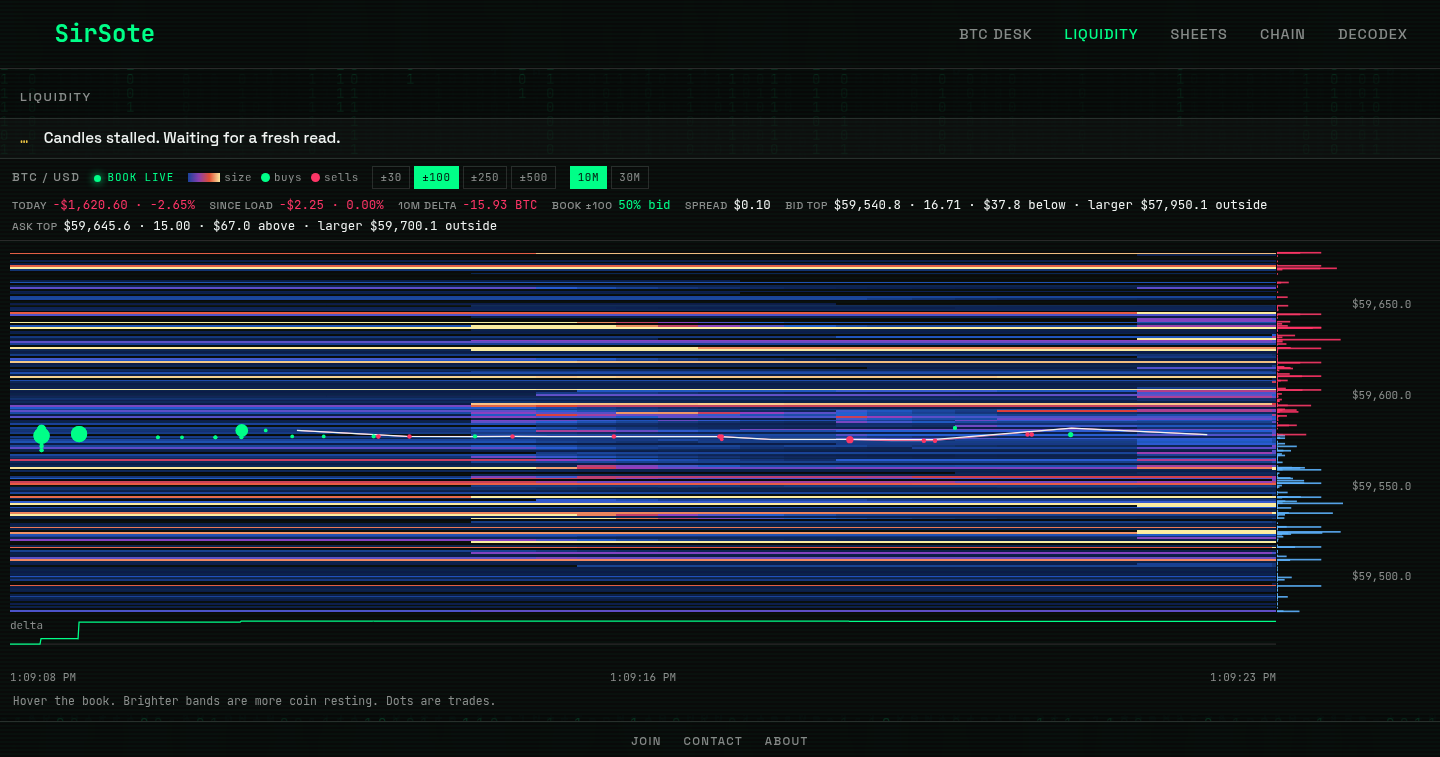 SirSote
BTC DESK LIQUIDITY SHEETS CHAIN DECODEX
LIQUIDITY
… Candles stalled. Waiting for a fresh read.
BTC / USD BOOK LIVE size buys sells ±30 ±100 ±250 ±500 10M 30M
TODAY -$1,620.60 · -2.65% SINCE LOAD -$2.25 · 0.00% 10M DELTA -15.93 BTC BOOK ±100 50% bid SPREAD $0.10 BID TOP $59,540.8 · 16.71 · $37.8 below · larger $57,950.1 outside
ASK TOP $59,645.6 · 15.00 · $67.0 above · larger $59,700.1 outside
$59,650.0
$59,600.0
$59,550.0
$59,500.0
delta
1:09:08 PM 1:09:16 PM 1:09:23 PM
Hover the book. Brighter bands are more coin resting. Dots are trades.
JOIN CONTACT ABOUT